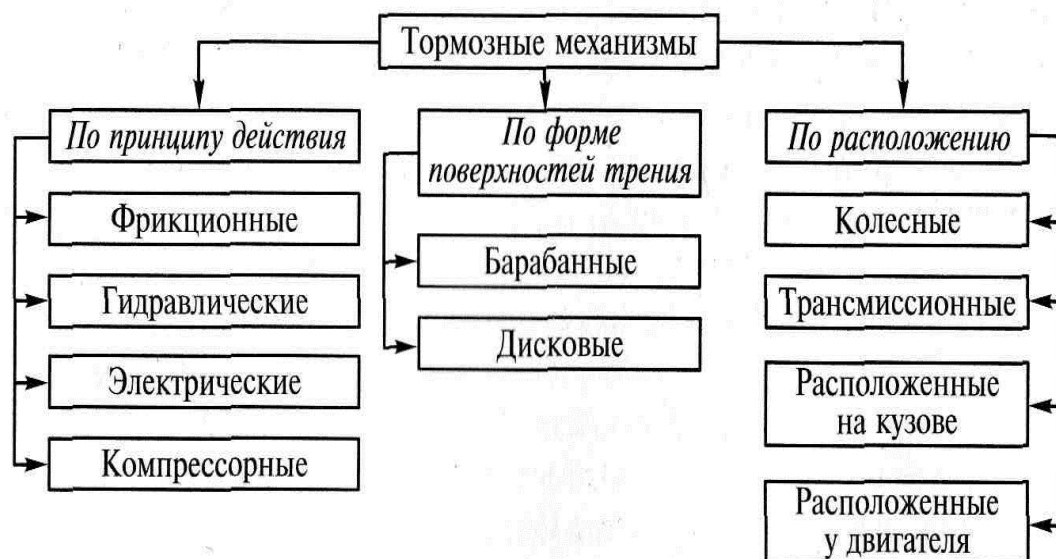 Тормозные механизмы
По принципу действия
Фрикционные
Гидравлические
Электрические
Компрессорные
По форме
поверхностей трения
Барабанные
Дисковые
По расположению
Колесные
Трансмиссионные
Расположенные
на кузове
Расположенные
у двигателя